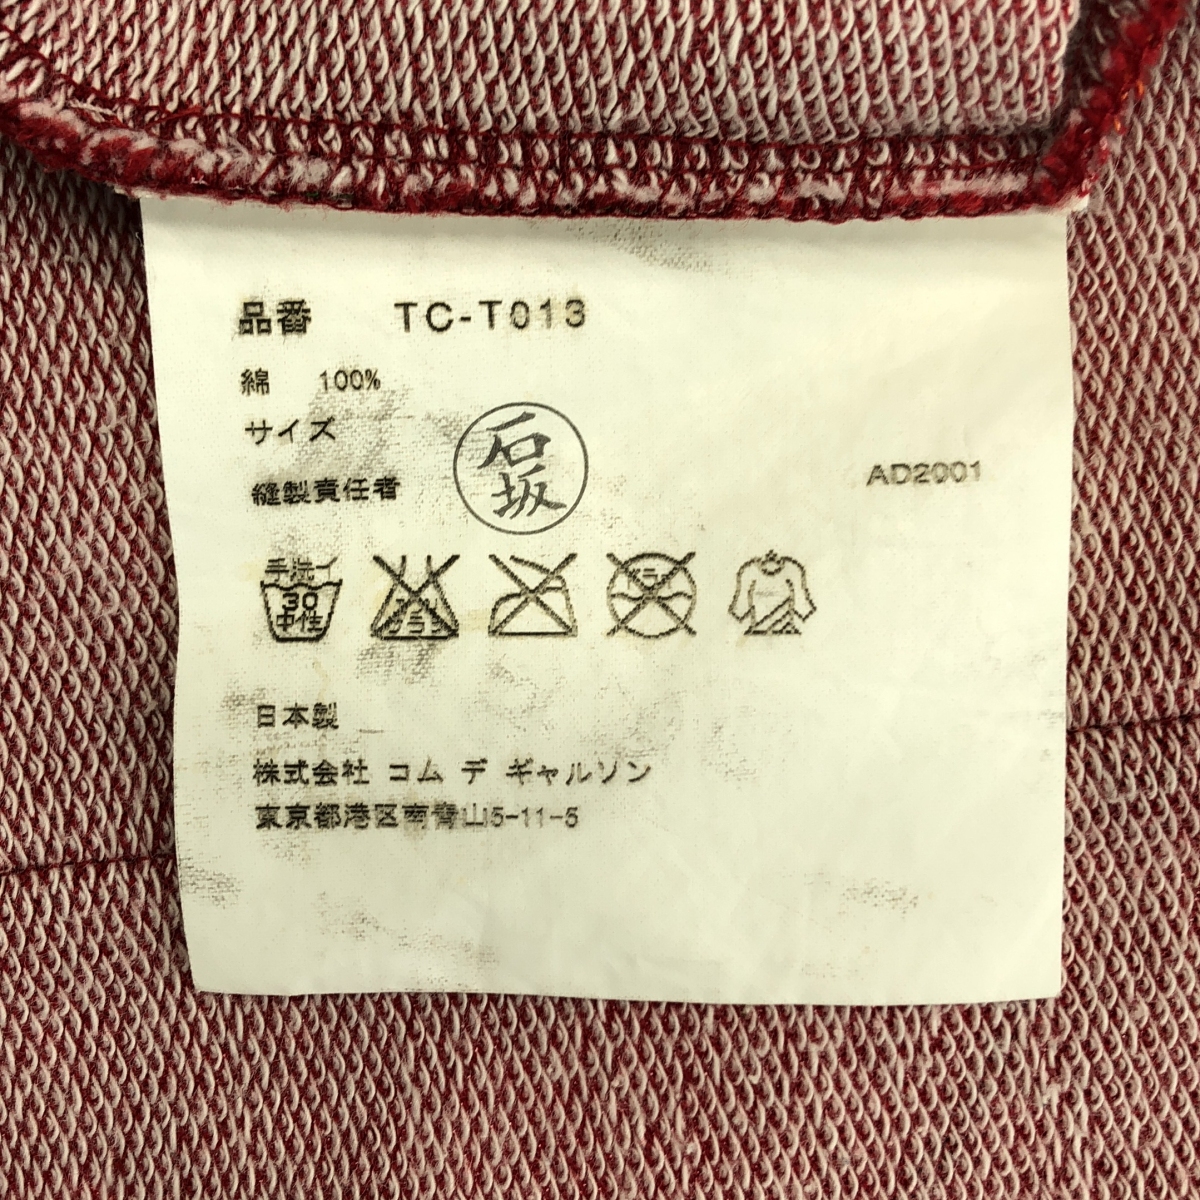 品番 TC-T013
綿 100%
サイズ
縫製責任者 石坂
AD2001
手洗イ 30 中性
日本製
株式会社 コム デ ギャルソン
東京都港区南青山5-11-5